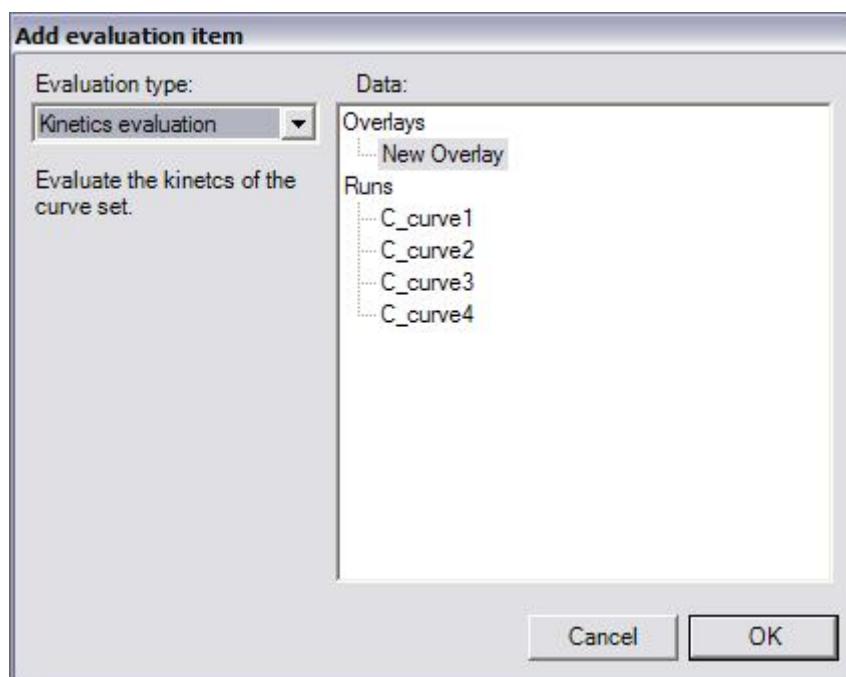 Add evaluation item
Evaluation type:
Kinetics evaluation
Evaluate the kinetcs of the
curve set.
Data:
Overlays
New Overlay
Runs
C_curve1
C_curve2
C_curve3
C_curve4
Cancel
OK